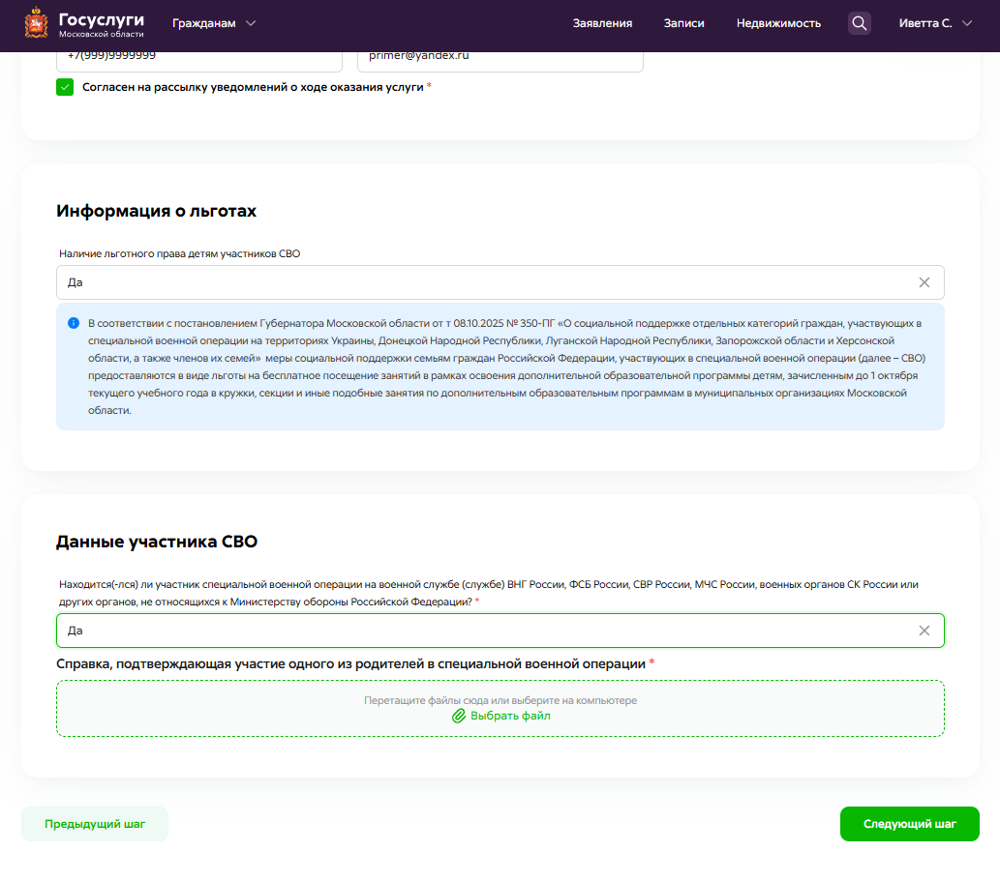 Госуслуги
Московской области
Гражданам
Заявления
Записи
Недвижимость
Иветта С.
+7(999)9999999
primer@yandex.ru
Согласен на рассылку уведомлений о ходе оказания услуги *
Информация о льготах
Наличие льготного права детям участников СВО
Да
В соответствии с постановлением Губернатора Московской области от т 08.10.2025 № 350-ПГ «О социальной поддержке отдельных категорий граждан, участвующих в
специальной военной операции на территориях Украины, Донецкой Народной Республики, Луганской Народной Республики, Запорожской области и Херсонской
области, а также членов их семей» меры социальной поддержки семьям граждан Российской Федерации, участвующих в специальной военной операции (далее – СВО)
предоставляются в виде льготы на бесплатное посещение занятий в рамках освоения дополнительной образовательной программы детям, зачисленным до 1 октября
текущего учебного года в кружки, секции и иные подобные занятия по дополнительным образовательным программам в муниципальных организациях Московской
области.
Данные участника СВО
Находится(-лся) ли участник специальной военной операции на военной службе (службе) ВНГ России, ФСБ России, СВР России, МЧС России, военных органов СК России или
других органов, не относящихся к Министерству обороны Российской Федерации? *
Да
Справка, подтверждающая участие одного из родителей в специальной военной операции *
Перетащите файлы сюда или выберите на компьютере
Выбрать файл
Предыдущий шаг
Следующий шаг